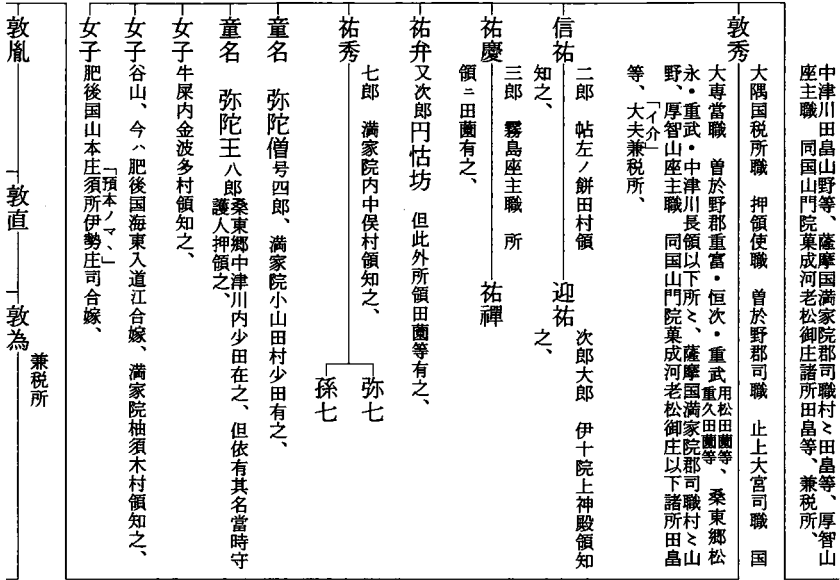 中津川田畠山野等、薩摩国満家院郡司職村〻田畠等、厚智山
座主職　同国山門院菓成河老松御庄諸所田畠等、兼税所、
敦秀
大隅国税所職　押領使職　曽於野郡司職　止上大宮司職　国
大専當職　曽於野郡重富・恒次・重武用松田薗等、重久田薗等　桑東郷松
永・重武・中津川長領以下所〻、薩摩国満家院郡司職村〻山
野、厚智山座主職　同国山門院菓成河老松御庄以下諸所田畠
「イ介」
等、大夫兼税所、
信祐
二郎　帖左ノ餅田村領
知之、
迎祐
次郎大郎　伊十院上神殿領知
之、
祐慶
三郎　霧島座主職　所
領ニ田薗有之、
祐禪
祐弁
又次郎円怙坊　但此外所領田薗等有之、
祐秀
七郎　満家院内中俣村領知之、
弥七
孫七
童名　弥陀僧号四郎、満家院小山田村少田有之、
童名　弥陀王八郎桑東郷中津川内少田在之、但依有其名當時守
護人押領之、
女子牛屎内金波多村領知之、
女子谷山、今ハ肥後国海東入道江合嫁、満家院柚須木村領知之、
「預本ノマヽ」
女子肥後国山本庄須所伊勢庄司合嫁、
敦胤
敦直
敦為
兼税所